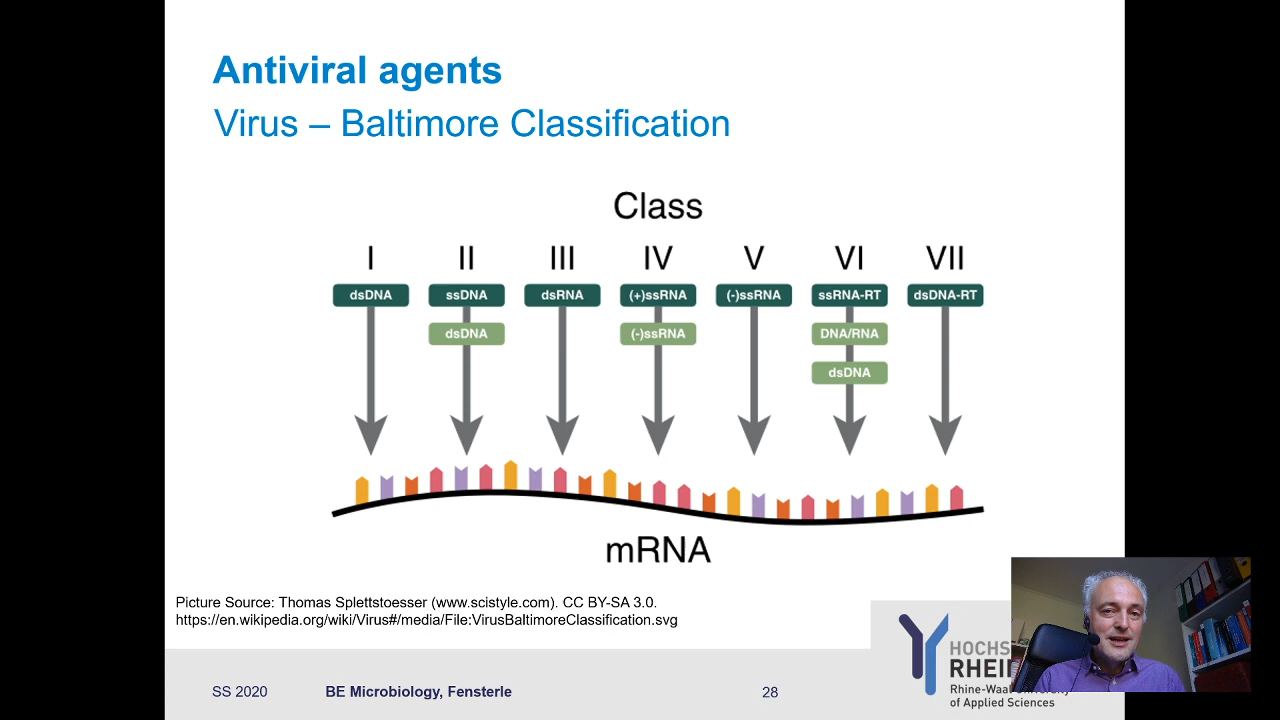 Antiviral agents
Virus – Baltimore Classification
Class
I II III IV V VI VII
dsDNA ssDNA dsRNA (+)ssRNA (-)ssRNA ssRNA-RT dsDNA-RT
dsDNA (-)ssRNA DNA/RNA
dsDNA
mRNA
Picture Source: Thomas Splettstoesser (www.scistyle.com). CC BY-SA 3.0.
https://en.wikipedia.org/wiki/Virus#/media/File:VirusBaltimoreClassification.svg
HOCHS
RHEI
Rhine-Waal University
of Applied Sciences
SS 2020 BE Microbiology, Fensterle 28